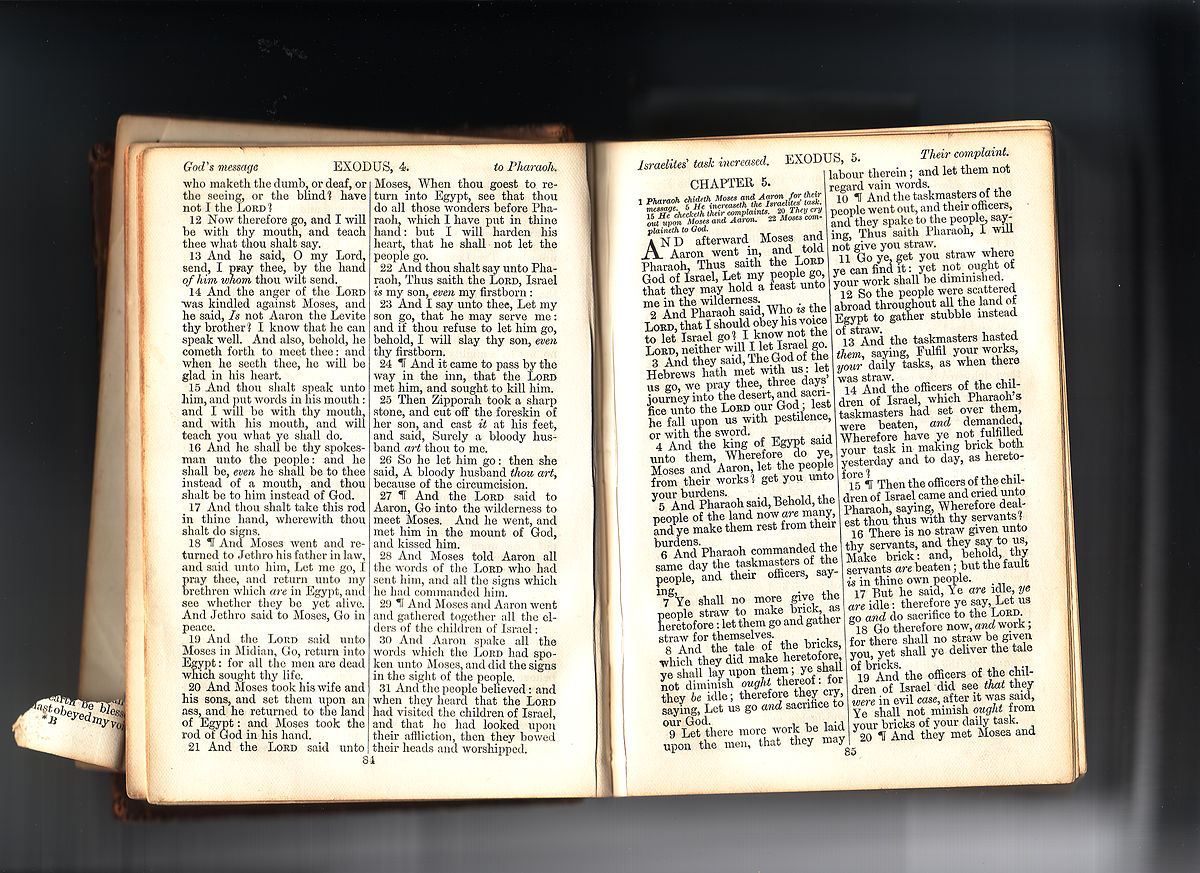 God's message EXODUS, 4. to Pharaoh.
who maketh the dumb, or deaf, or
the seeing, or the blind? have
not I the LORD?
12 Now therefore go, and I will
be with thy mouth, and teach
thee what thou shalt say.
13 And he said, O my Lord,
send, I pray thee, by the hand
of him whom thou wilt send.
14 And the anger of the LORD
was kindled against Moses, and
he said, Is not Aaron the Levite
thy brother? I know that he can
speak well. And also, behold, he
cometh forth to meet thee: and
when he seeth thee, he will be
glad in his heart.
15 And thou shalt speak unto
him, and put words in his mouth:
and I will be with thy mouth,
and with his mouth, and will
teach you what ye shall do.
16 And he shall be thy spokes-
man unto the people: and he
shall be, even he shall be to thee
instead of a mouth, and thou
shalt be to him instead of God.
17 And thou shalt take this rod
in thine hand, wherewith thou
shalt do signs.
18 ¶ And Moses went and re-
turned to Jethro his father in law,
and said unto him, Let me go, I
pray thee, and return unto my
brethren which are in Egypt, and
see whether they be yet alive.
And Jethro said to Moses, Go in
peace.
19 And the LORD said unto
Moses in Midian, Go, return into
Egypt: for all the men are dead
which sought thy life.
20 And Moses took his wife and
his sons, and set them upon an
ass, and he returned to the land
of Egypt: and Moses took the
rod of God in his hand.
21 And the LORD said unto
Moses, When thou goest to re-
turn into Egypt, see that thou
do all those wonders before Pha-
raoh, which I have put in thine
hand: but I will harden his
heart, that he shall not let the
people go.
22 And thou shalt say unto Pha-
raoh, Thus saith the LORD, Israel
is my son, even my firstborn:
23 And I say unto thee, Let my
son go, that he may serve me:
and if thou refuse to let him go,
behold, I will slay thy son, even
thy firstborn.
24 ¶ And it came to pass by the
way in the inn, that the LORD
met him, and sought to kill him.
25 Then Zipporah took a sharp
stone, and cut off the foreskin of
her son, and cast it at his feet,
and said, Surely a bloody hus-
band art thou to me.
26 So he let him go: then she
said, A bloody husband thou art,
because of the circumcision.
27 ¶ And the LORD said to
Aaron, Go into the wilderness to
meet Moses. And he went, and
met him in the mount of God,
and kissed him.
28 And Moses told Aaron all
the words of the LORD who had
sent him, and all the signs which
he had commanded him.
29 ¶ And Moses and Aaron went
and gathered together all the el-
ders of the children of Israel:
30 And Aaron spake all the
words which the LORD had spo-
ken unto Moses, and did the signs
in the sight of the people.
31 And the people believed: and
when they heard that the LORD
had visited the children of Israel,
and that he had looked upon
their affliction, then they bowed
their heads and worshipped.
84
earth be bless
hast obeyed my voi
*B
Israelites' task increased. EXODUS, 5. Their complaint.
CHAPTER 5.
1 Pharaoh chideth Moses and Aaron for their
message. 5 He increaseth the Israelites' task.
15 He checketh their complaints. 20 They cry
out upon Moses and Aaron. 22 Moses com-
plaineth to God.
AND afterward Moses and
Aaron went in, and told
Pharaoh, Thus saith the LORD
God of Israel, Let my people go,
that they may hold a feast unto
me in the wilderness.
2 And Pharaoh said, Who is the
LORD, that I should obey his voice
to let Israel go? I know not the
LORD, neither will I let Israel go.
3 And they said, The God of the
Hebrews hath met with us: let
us go, we pray thee, three days'
journey into the desert, and sacri-
fice unto the LORD our God; lest
he fall upon us with pestilence,
or with the sword.
4 And the king of Egypt said
unto them, Wherefore do ye,
Moses and Aaron, let the people
from their works? get you unto
your burdens.
5 And Pharaoh said, Behold, the
people of the land now are many,
and ye make them rest from their
burdens.
6 And Pharaoh commanded the
same day the taskmasters of the
people, and their officers, say-
ing,
7 Ye shall no more give the
people straw to make brick, as
heretofore: let them go and gather
straw for themselves.
8 And the tale of the bricks,
which they did make heretofore,
ye shall lay upon them; ye shall
not diminish ought thereof: for
they be idle; therefore they cry,
saying, Let us go and sacrifice to
our God.
9 Let there more work be laid
upon the men, that they may
labour therein; and let them not
regard vain words.
10 ¶ And the taskmasters of the
people went out, and their officers,
and they spake to the people, say-
ing, Thus saith Pharaoh, I will
not give you straw.
11 Go ye, get you straw where
ye can find it: yet not ought of
your work shall be diminished.
12 So the people were scattered
abroad throughout all the land of
Egypt to gather stubble instead
of straw.
13 And the taskmasters hasted
them, saying, Fulfil your works,
your daily tasks, as when there
was straw.
14 And the officers of the chil-
dren of Israel, which Pharaoh's
taskmasters had set over them,
were beaten, and demanded,
Wherefore have ye not fulfilled
your task in making brick both
yesterday and to day, as hereto-
fore?
15 ¶ Then the officers of the chil-
dren of Israel came and cried unto
Pharaoh, saying, Wherefore deal-
est thou thus with thy servants?
16 There is no straw given unto
thy servants, and they say to us,
Make brick: and, behold, thy
servants are beaten; but the fault
is in thine own people.
17 But he said, Ye are idle, ye
are idle: therefore ye say, Let us
go and do sacrifice to the LORD.
18 Go therefore now, and work;
for there shall no straw be given
you, yet shall ye deliver the tale
of bricks.
19 And the officers of the chil-
dren of Israel did see that they
were in evil case, after it was said,
Ye shall not minish ought from
your bricks of your daily task.
20 ¶ And they met Moses and
85